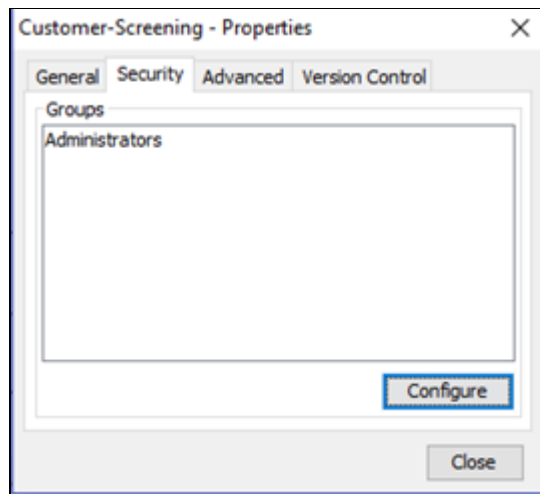 Customer-Screening - Properties
General Security Advanced Version Control
Groups
Administrators
Configure
Close